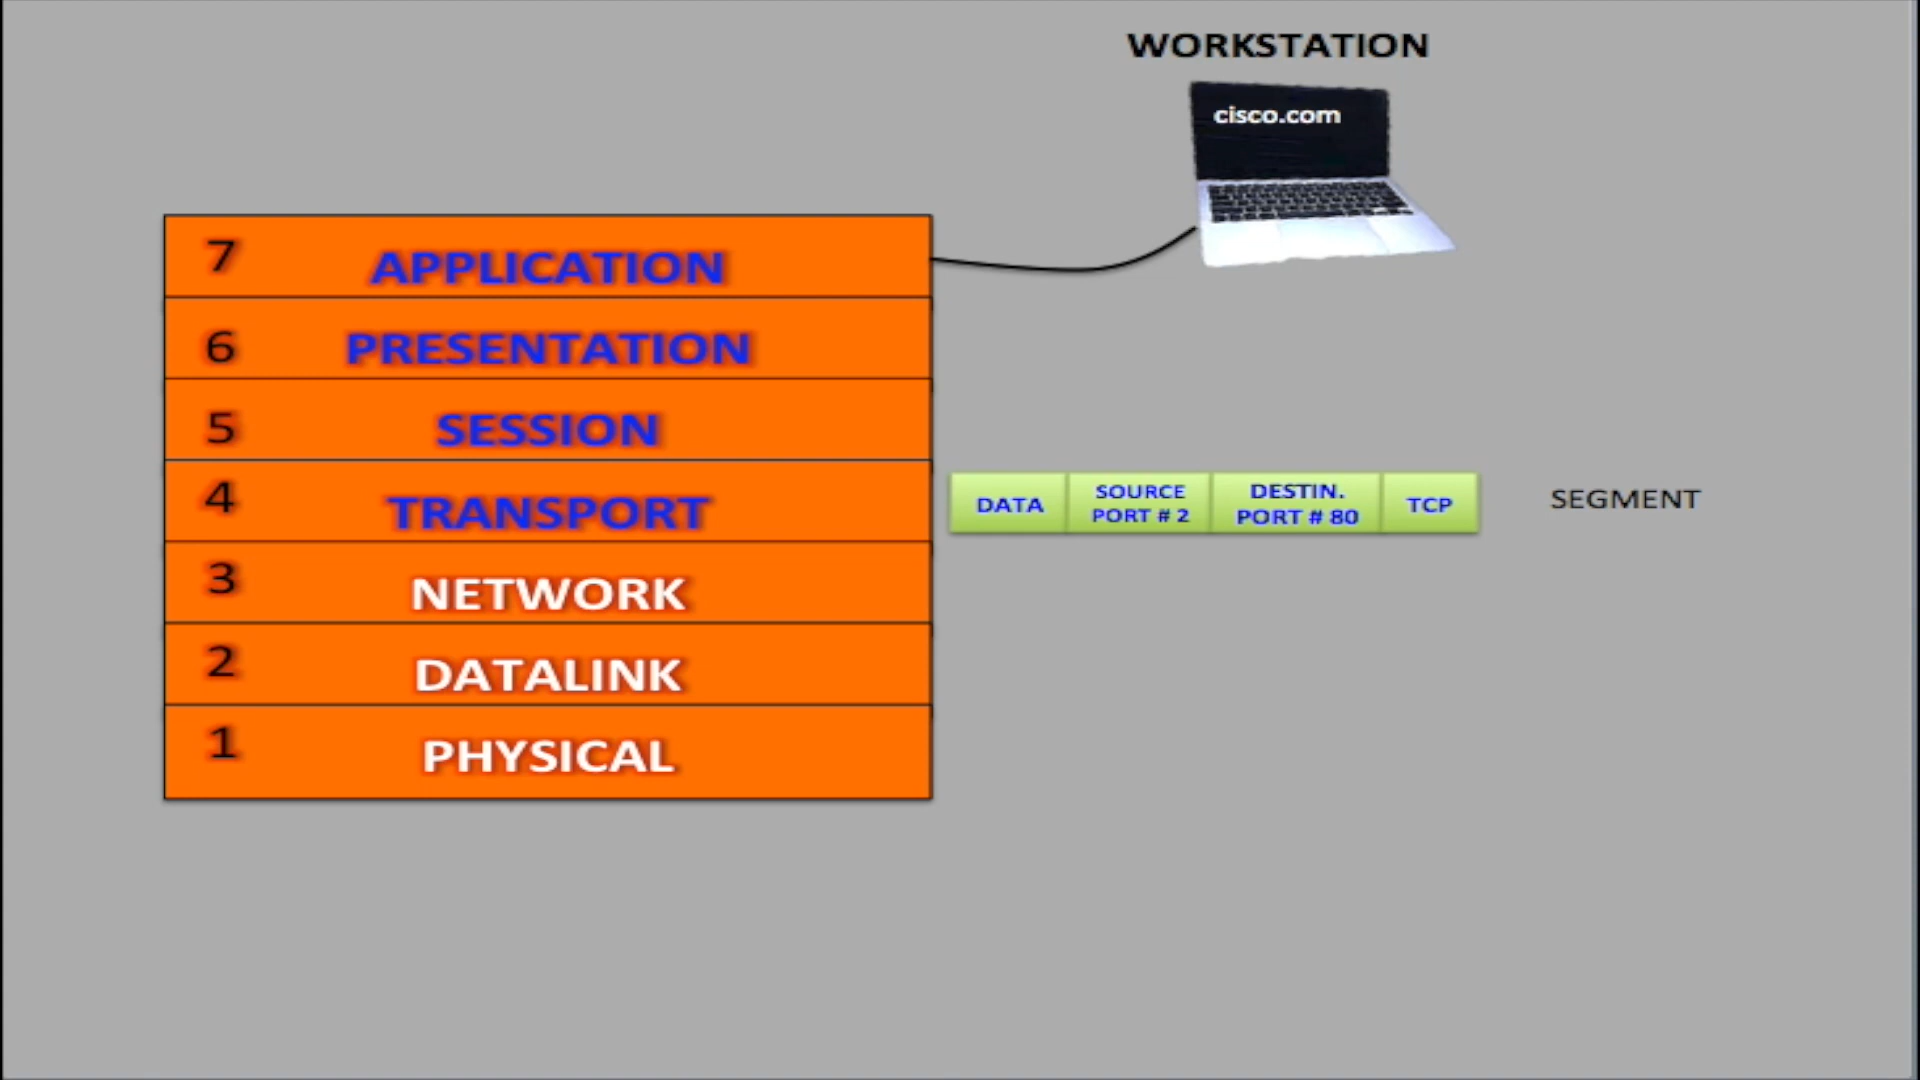 WORKSTATION
cisco.com
7 APPLICATION
6 PRESENTATION
5 SESSION
4 TRANSPORT
DATA
SOURCE
PORT # 2
DESTIN.
PORT # 80
TCP
SEGMENT
3 NETWORK
2 DATALINK
1 PHYSICAL